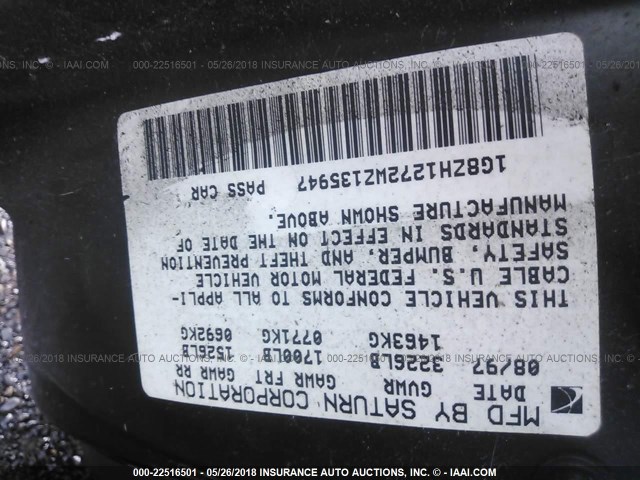 000-22516501 - 05/26/2018 INSURANCE AUTO AUCTIONS, INC. © - IAAI.COM
MFD BY SATURN CORPORATION
DATE GVWR GAWR FRT GAWR RR
08/97 3226LB 1700LB 1526LB
1463KG 0771KG 0692KG
THIS VEHICLE CONFORMS TO ALL APPLI-
CABLE U.S. FEDERAL MOTOR VEHICLE
SAFETY, BUMPER, AND THEFT PREVENTION
STANDARDS IN EFFECT ON THE DATE OF
MANUFACTURE SHOWN ABOVE.
1G8ZH1272WZ135947 PASS CAR
000-22516501 - 05/26/2018 INSURANCE AUTO AUCTIONS, INC. © - IAAI.COM